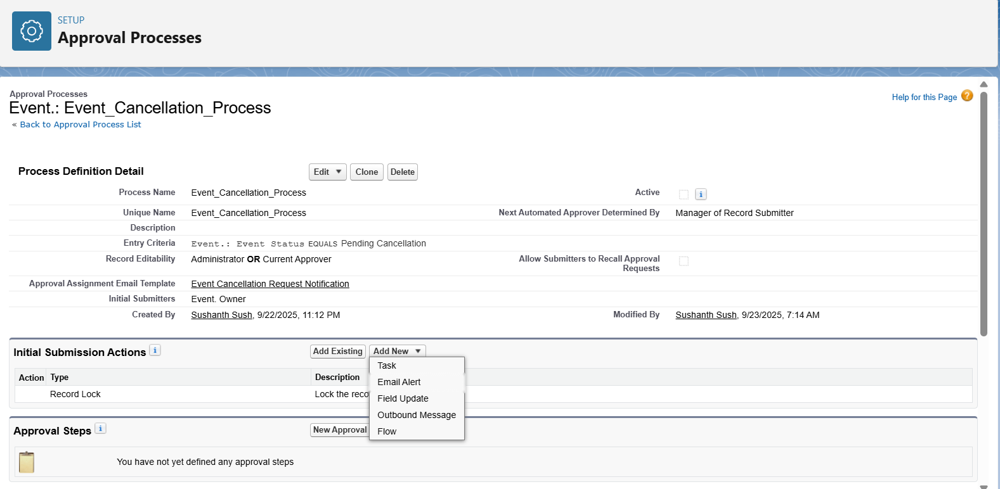 SETUP
Approval Processes
Approval Processes
Event.: Event_Cancellation_Process
« Back to Approval Process List
Help for this Page ?
Process Definition Detail
Edit ▼ Clone Delete
Process Name Event_Cancellation_Process Active i
Unique Name Event_Cancellation_Process Next Automated Approver Determined By Manager of Record Submitter
Description
Entry Criteria Event.: Event Status EQUALS Pending Cancellation
Record Editability Administrator OR Current Approver Allow Submitters to Recall Approval
Requests
Approval Assignment Email Template Event Cancellation Request Notification
Initial Submitters Event. Owner
Created By Sushanth Sush, 9/22/2025, 11:12 PM Modified By Sushanth Sush, 9/23/2025, 7:14 AM
Initial Submission Actions i Add Existing Add New ▼
Task
Email Alert
Field Update
Outbound Message
Flow
Action Type Description
Record Lock Lock the reco
Approval Steps i New Approval
You have not yet defined any approval steps